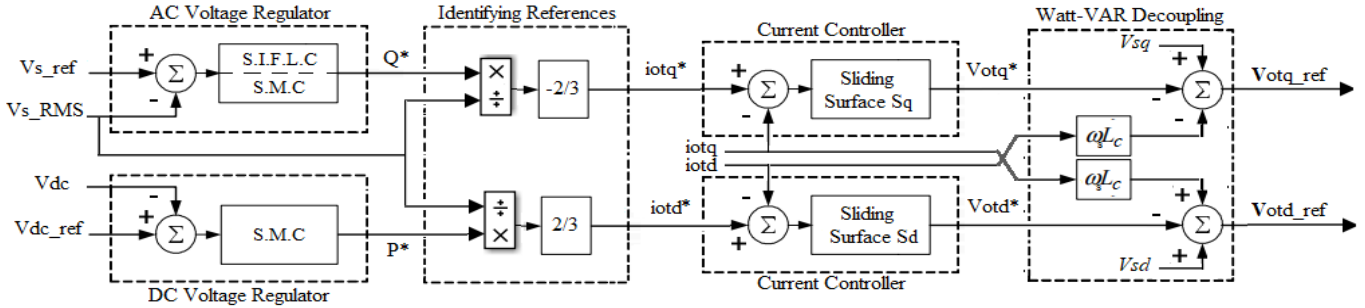 AC Voltage Regulator
Identifying References
Current Controller
Watt-VAR Decoupling
Vs_ref
+
-
Σ
S.I.F.L.C
S.M.C
Q*
×
÷
-2/3
iotq*
+
-
Σ
Sliding
Surface Sq
Votq*
Vsq
+
-
-
Σ
Votq_ref
Vs_RMS
iotq
iotd
ωsLc
ωsLc
Vdc
Vdc_ref
-
+
Σ
S.M.C
P*
÷
×
2/3
iotd*
-
+
Σ
Sliding
Surface Sd
Votd*
+
-
+
Σ
Vsd
Votd_ref
DC Voltage Regulator
Current Controller